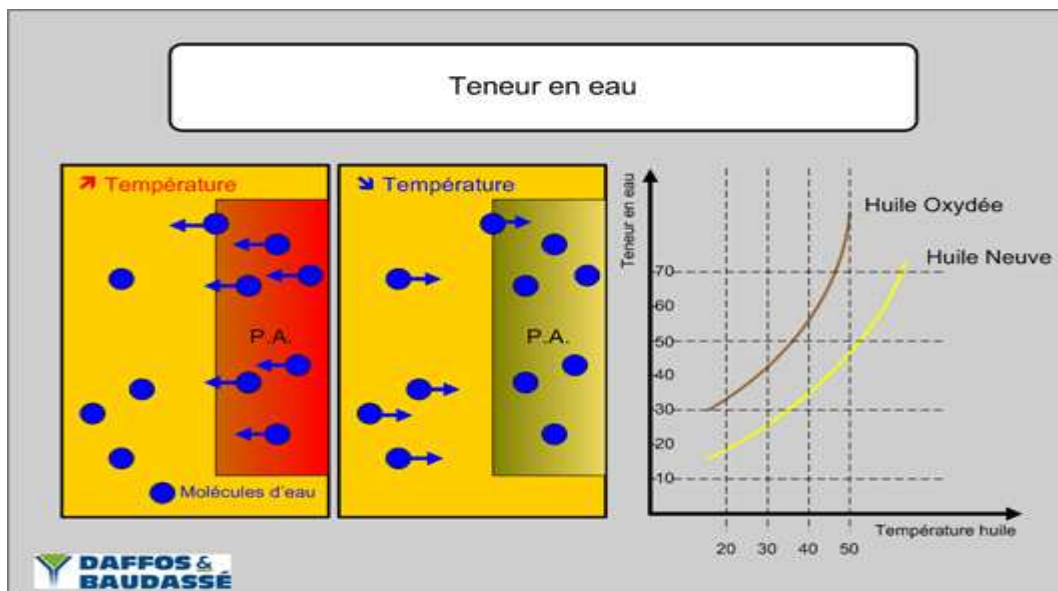 Teneur en eau
↗ Température
P.A.
Molécules d'eau
↘ Température
P.A.
Teneur en eau
70
60
50
40
30
20
10
Huile Oxydée
Huile Neuve
Température huile
20 30 40 50
DAFFOS &
BAUDASSÉ